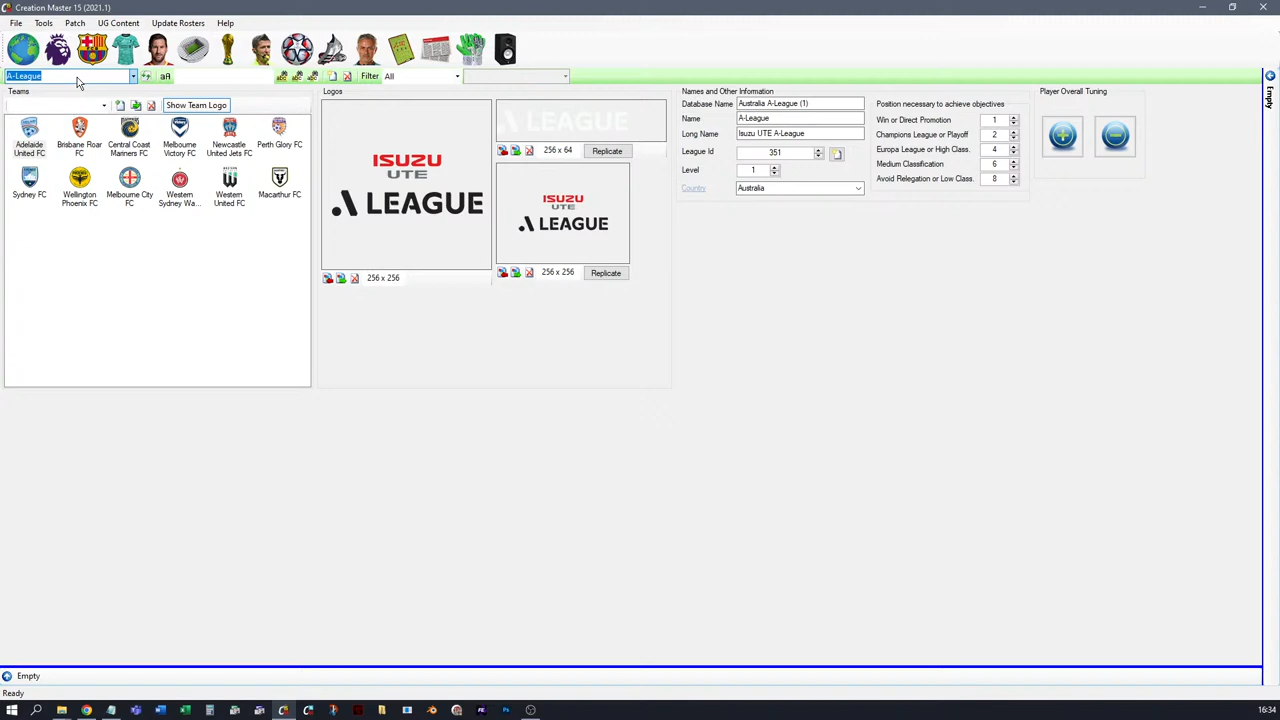 Creation Master 15 (2021.1)
File Tools Patch UG Content Update Rosters Help
A-League aA Filter All
Teams
Show Team Logo
Adelaide United FC
Brisbane Roar FC
Central Coast Mariners FC
Melbourne Victory FC
Newcastle United Jets FC
Perth Glory FC
Sydney FC
Wellington Phoenix FC
Melbourne City FC
Western Sydney Wa...
Western United FC
Macarthur FC
Logos
ISUZU
UTE
A LEAGUE
256 x 256
ISUZU UTE
A LEAGUE
256 x 64 Replicate
ISUZU
UTE
A LEAGUE
256 x 256 Replicate
Names and Other Information
Database Name Australia A-League (1)
Name A-League
Long Name Isuzu UTE A-League
League Id 351
Level 1
Country Australia
Position necessary to achieve objectives
Win or Direct Promotion 1
Champions League or Playoff 2
Europa League or High Class. 4
Medium Classification 6
Avoid Relegation or Low Class. 8
Player Overall Tuning
Empty
Empty
Ready
16:34